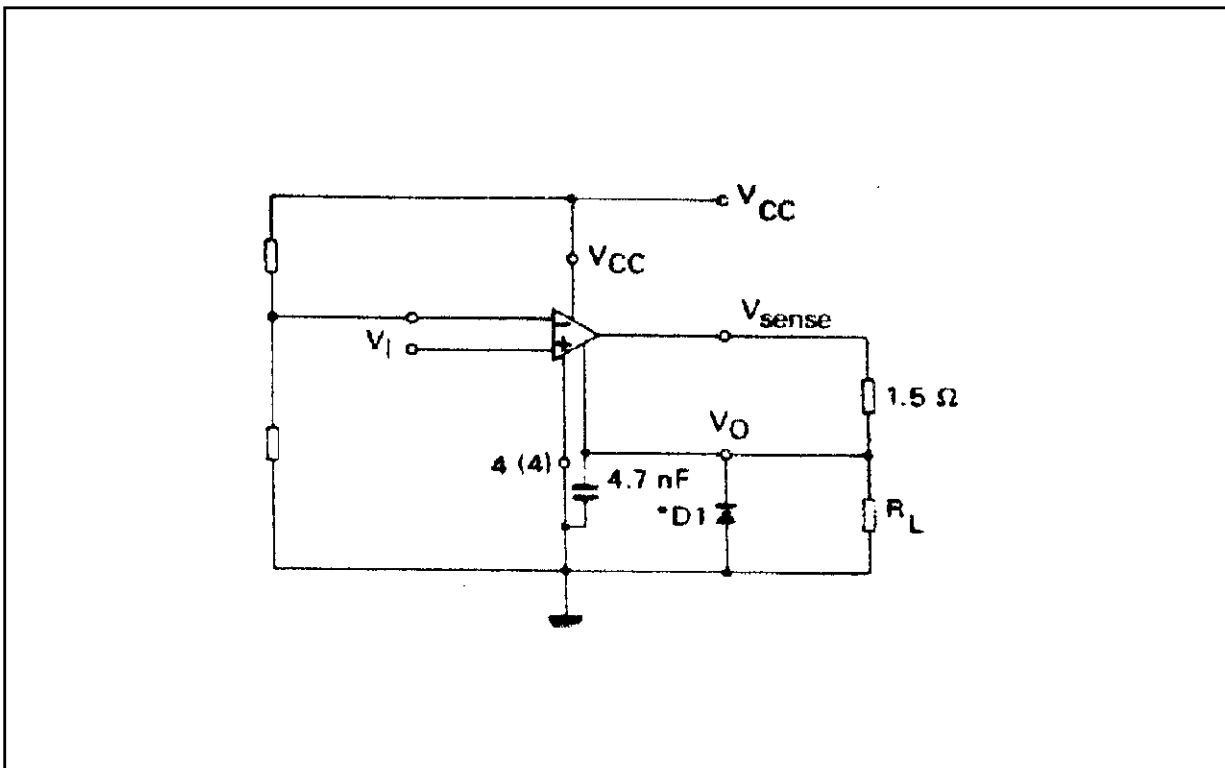 V_CC
V_CC
V_sense
V_I
1.5 Ω
V_O
4 (4)
4.7 nF
*D1
R_L